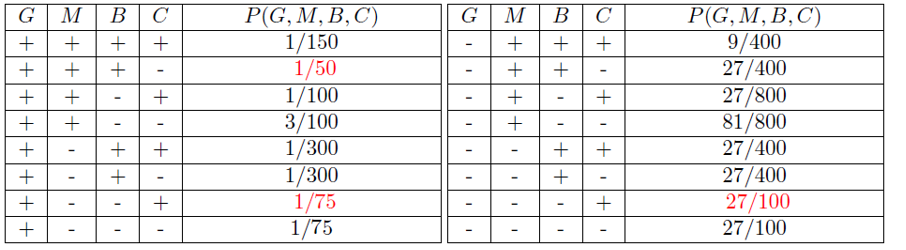 G M B C P(G, M, B, C) G M B C P(G, M, B, C)
+ + + + 1/150 - + + + 9/400
+ + + - 1/50 - + + - 27/400
+ + - + 1/100 - + - + 27/800
+ + - - 3/100 - + - - 81/800
+ - + + 1/300 - - + + 27/400
+ - + - 1/300 - - + - 27/400
+ - - + 1/75 - - - + 27/100
+ - - - 1/75 - - - - 27/100